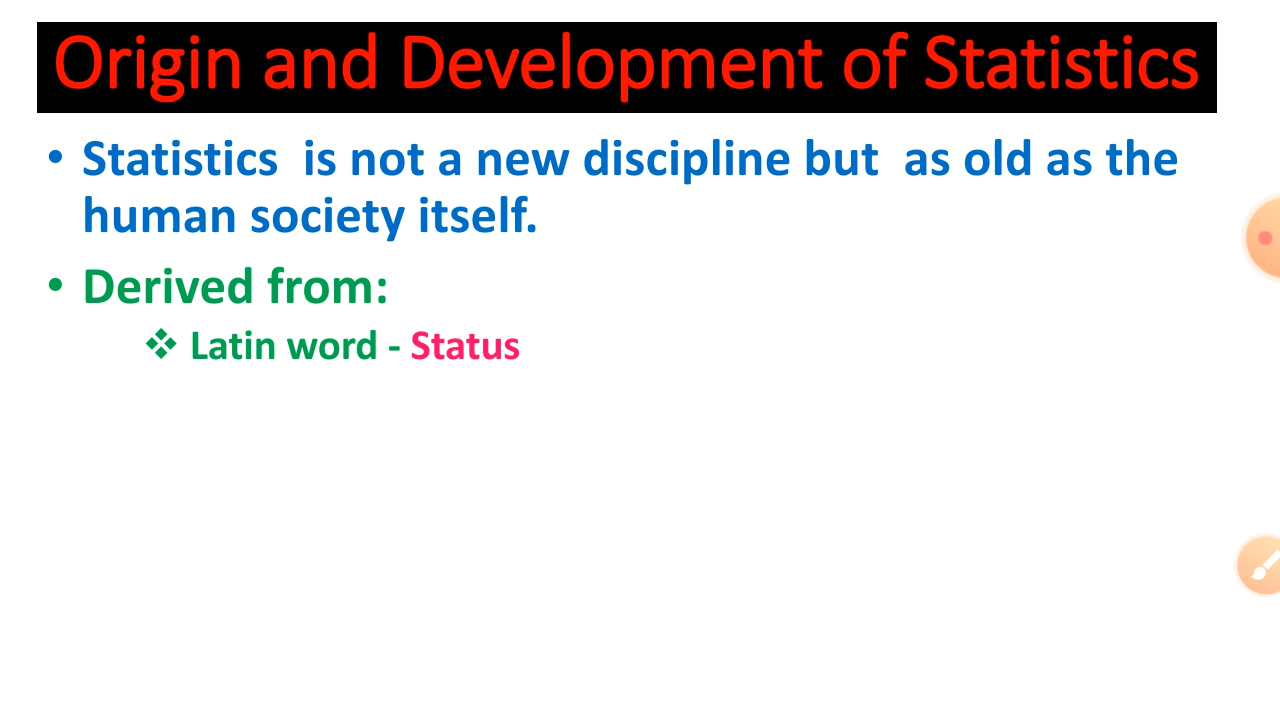 Origin and Development of Statistics
• Statistics is not a new discipline but as old as the
human society itself.
• Derived from:
❖ Latin word - Status